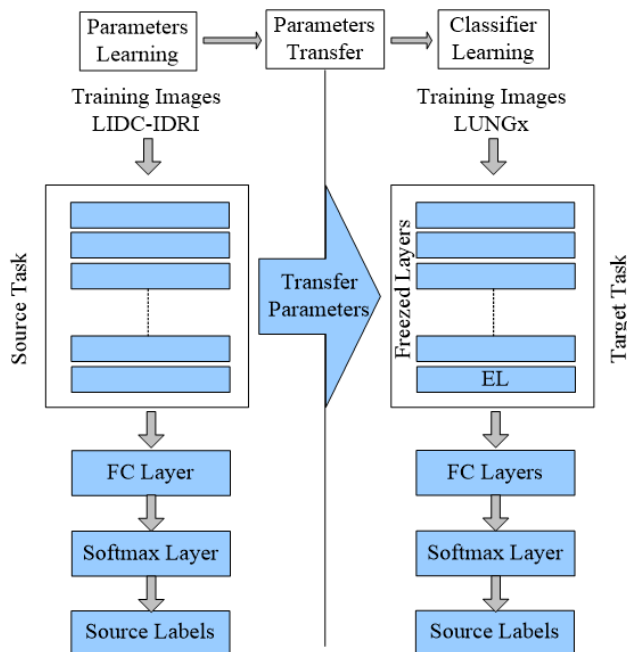 Parameters
Learning
Parameters
Transfer
Classifier
Learning
Training Images
LIDC-IDRI
Training Images
LUNGx
Source Task
Transfer
Parameters
Freezed Layers
EL
Target Task
FC Layer
FC Layers
Softmax Layer
Softmax Layer
Source Labels
Source Labels